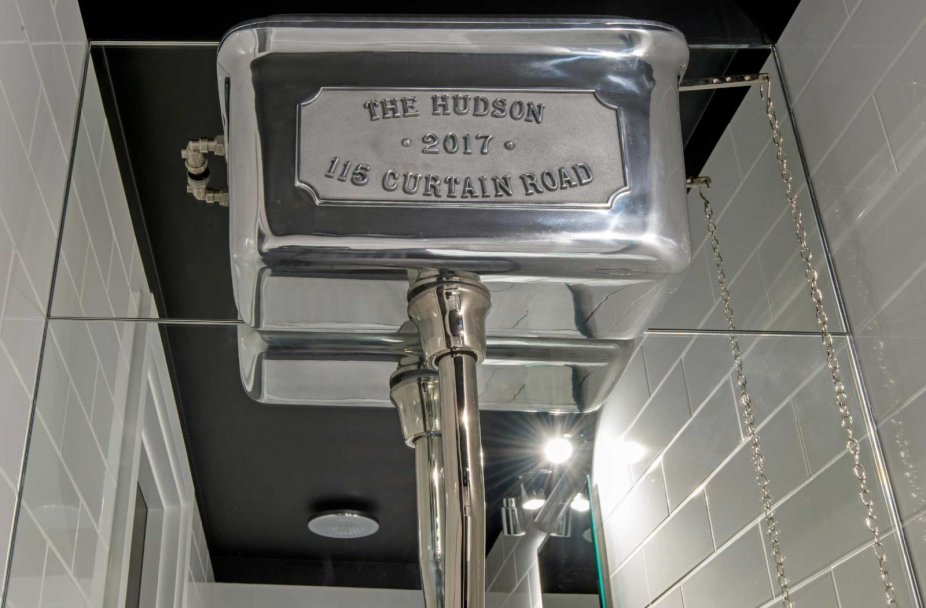 THE HUDSON
· 2017 ·
115 CURTAIN ROAD